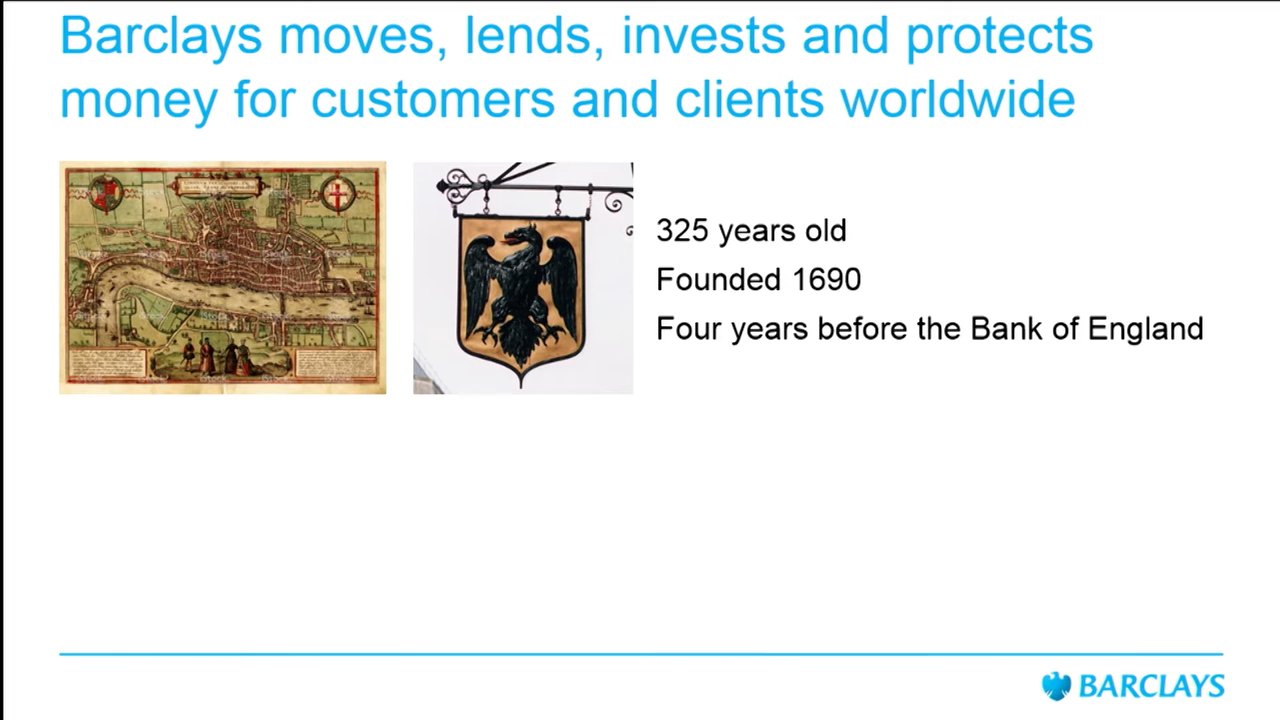 Barclays moves, lends, invests and protects
money for customers and clients worldwide
325 years old
Founded 1690
Four years before the Bank of England
BARCLAYS